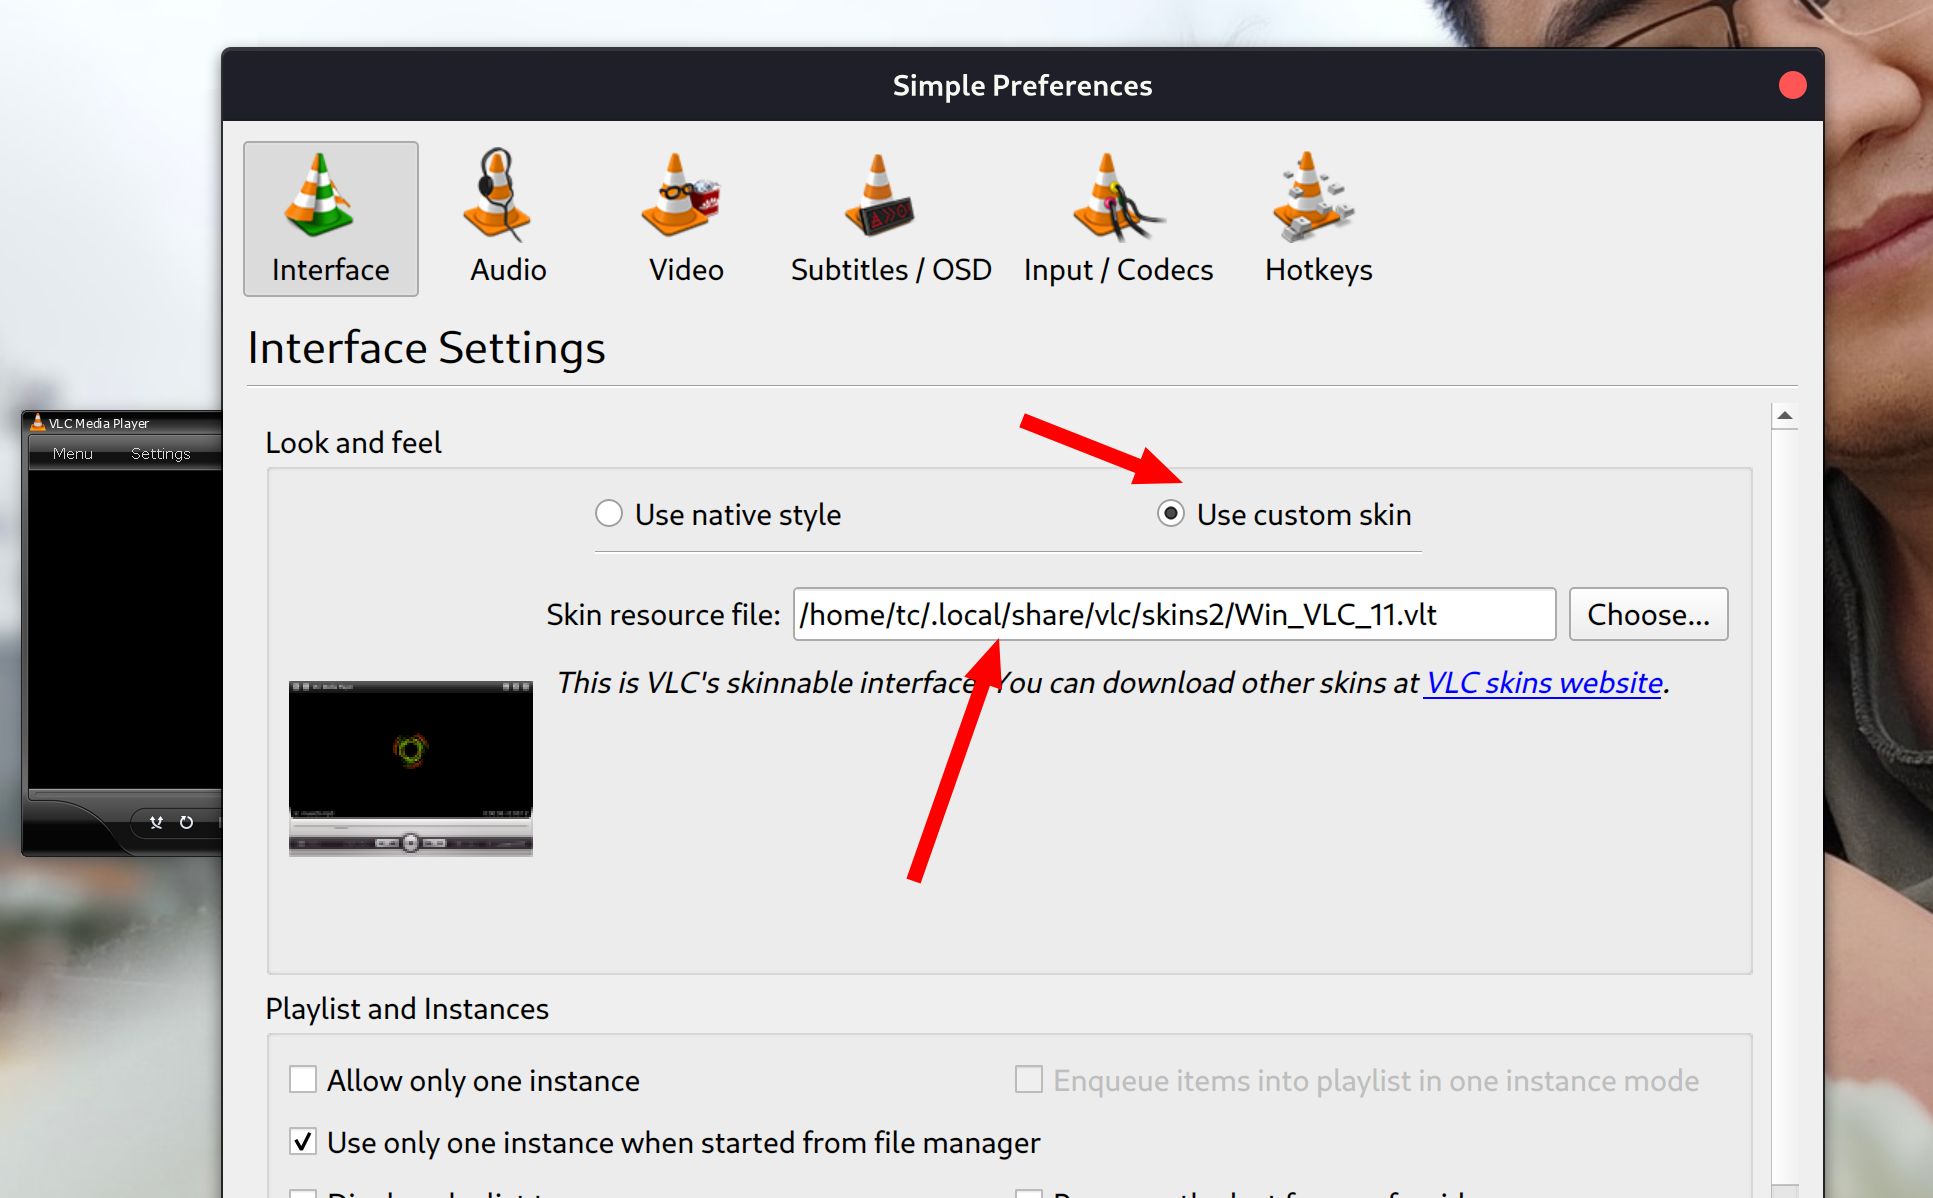 Simple Preferences
Interface
Audio
Video
Subtitles / OSD
Input / Codecs
Hotkeys
Interface Settings
VLC Media Player
Menu Settings
Look and feel
Use native style
Use custom skin
Skin resource file: /home/tc/.local/share/vlc/skins2/Win_VLC_11.vlt Choose...
This is VLC's skinnable interface. You can download other skins at VLC skins website.
Playlist and Instances
Allow only one instance
Enqueue items into playlist in one instance mode
Use only one instance when started from file manager